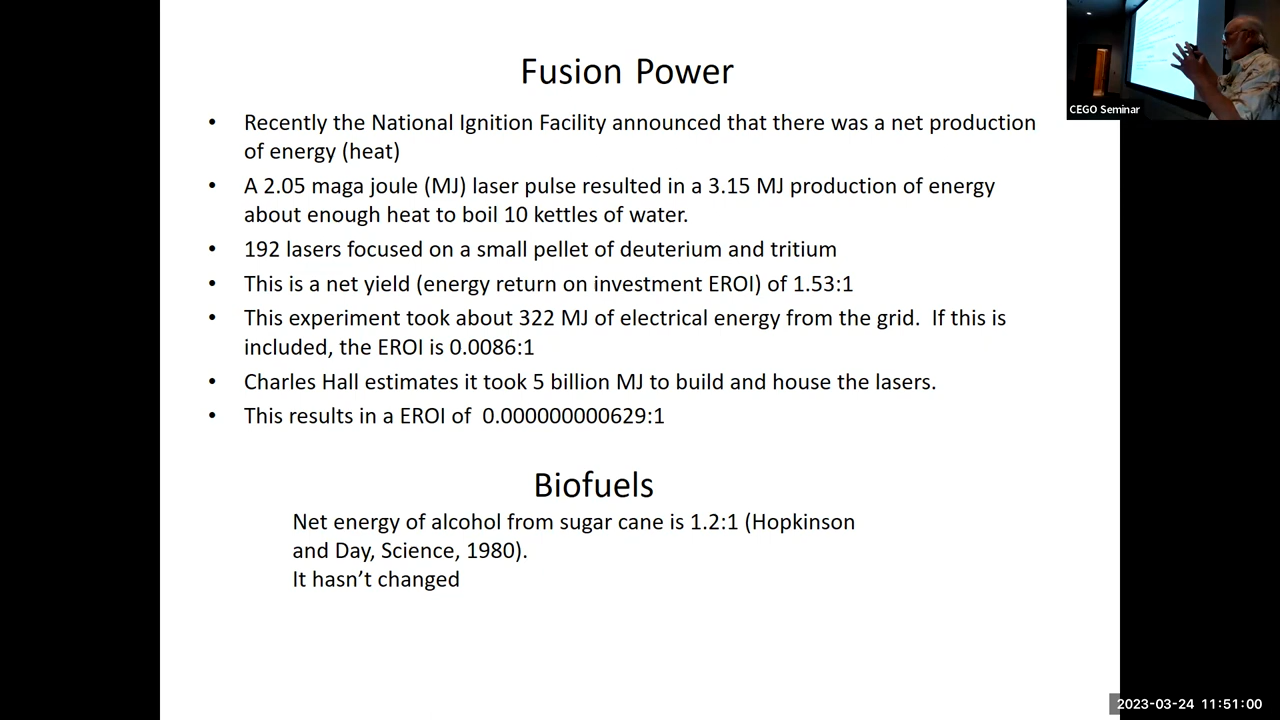 Fusion Power
• Recently the National Ignition Facility announced that there was a net production
of energy (heat)
• A 2.05 maga joule (MJ) laser pulse resulted in a 3.15 MJ production of energy
about enough heat to boil 10 kettles of water.
• 192 lasers focused on a small pellet of deuterium and tritium
• This is a net yield (energy return on investment EROI) of 1.53:1
• This experiment took about 322 MJ of electrical energy from the grid.  If this is
included, the EROI is 0.0086:1
• Charles Hall estimates it took 5 billion MJ to build and house the lasers.
• This results in a EROI of  0.000000000629:1
Biofuels
Net energy of alcohol from sugar cane is 1.2:1 (Hopkinson
and Day, Science, 1980).
It hasn’t changed
CEGO Seminar
2023-03-24 11:51:00